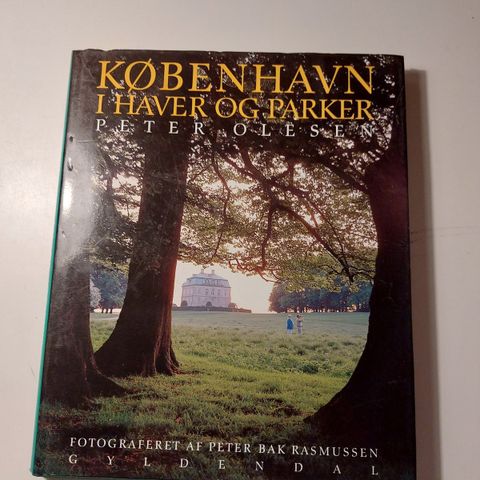 KØBENHAVN
I HAVER OG PARKER
PETER OLESEN
FOTOGRAFERET AF PETER BAK RASMUSSEN
GYLDENDAL